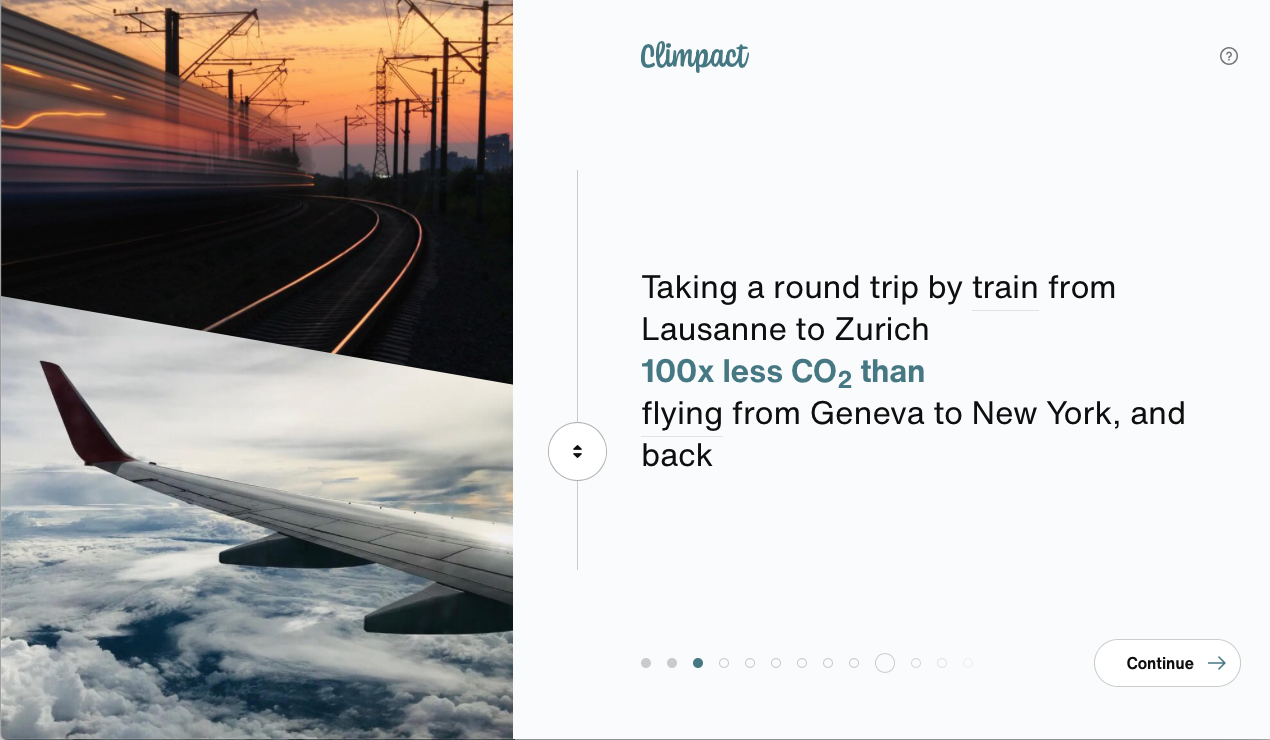 Climpact
?
Taking a round trip by train from
Lausanne to Zurich
100x less CO₂ than
flying from Geneva to New York, and
back
Continue